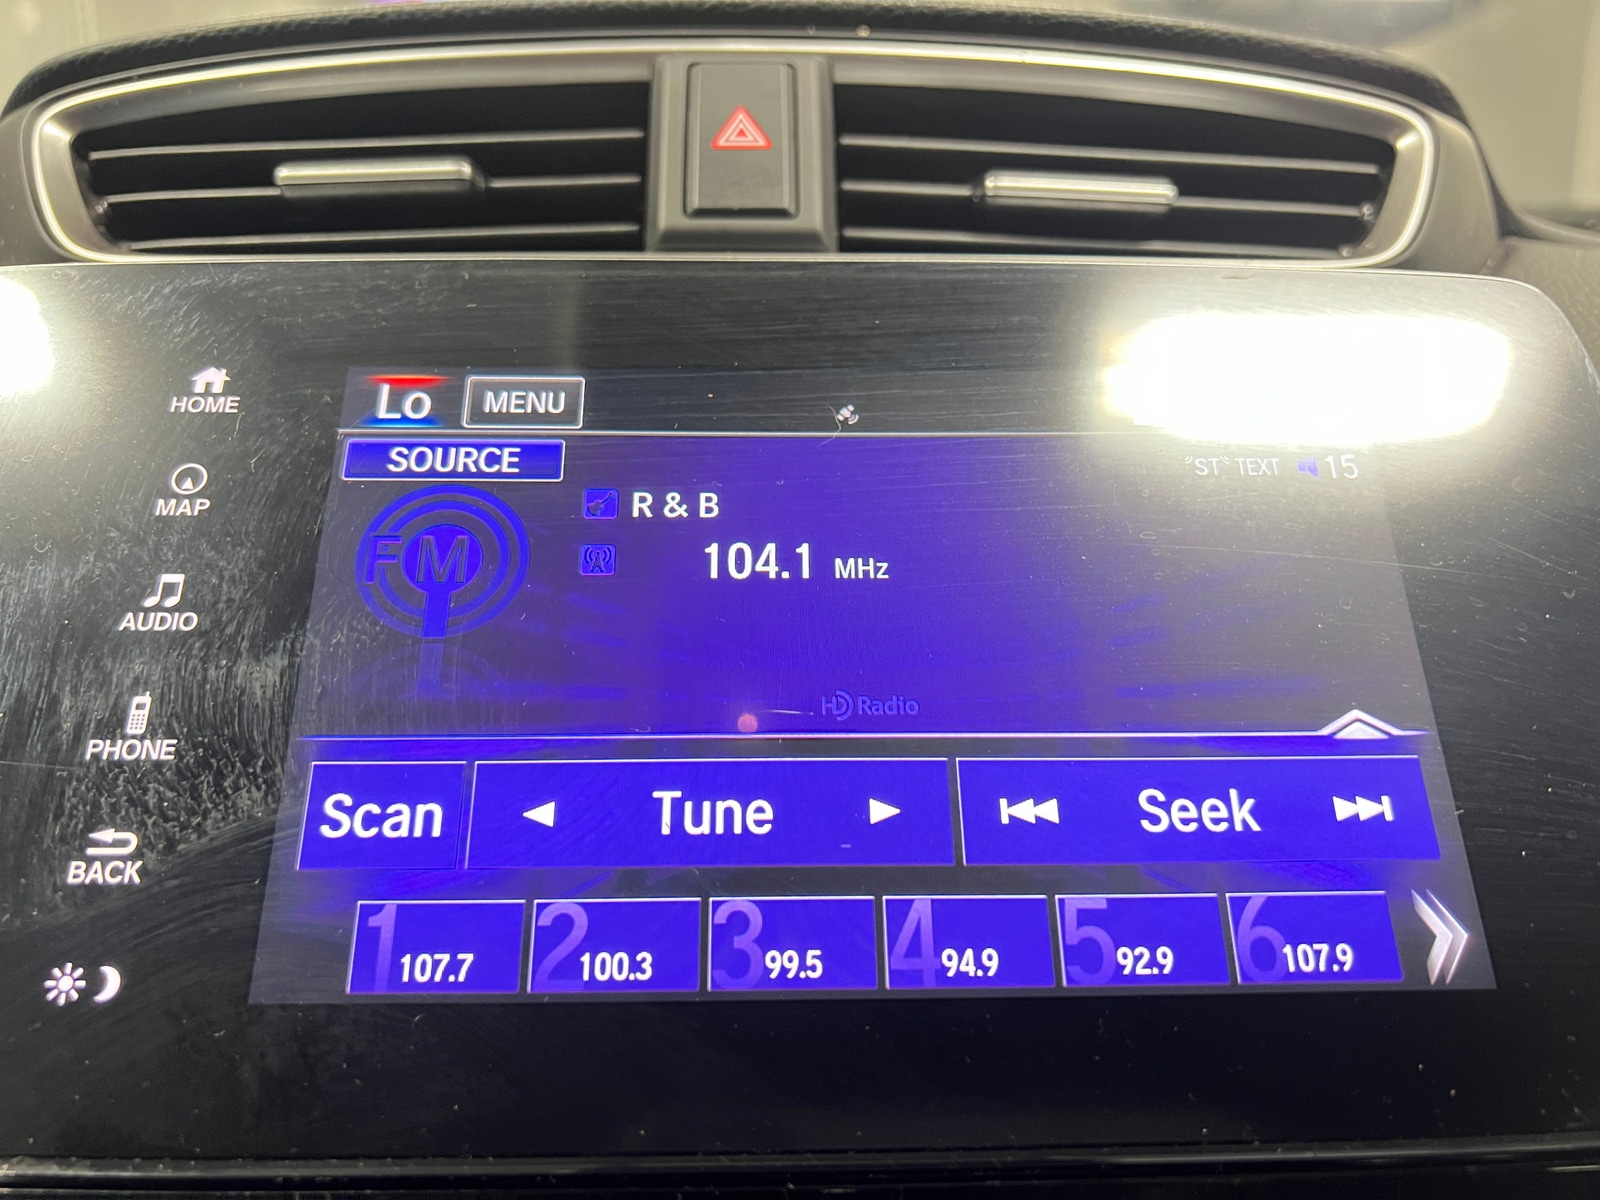 HOME
MAP
AUDIO
PHONE
BACK
Lo MENU
SOURCE
"ST" TEXT 15
FM
R & B
104.1 MHz
HD Radio
Scan Tune Seek
1 107.7
2 100.3
3 99.5
4 94.9
5 92.9
6 107.9